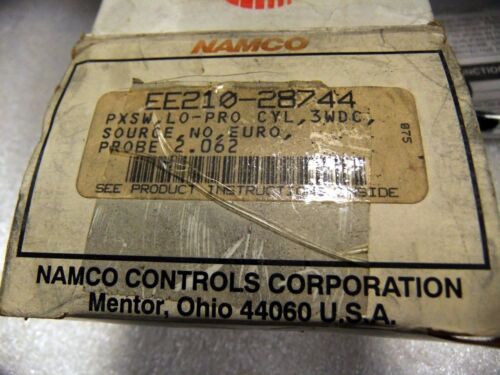 NAMCO
EE210-28744
PXSW,LO-PRO CYL,3WDC,
SOURCE,NO,EURO,
PROBE 2.062
075
SEE PRODUCT INSTRUCTIONS INSIDE
NAMCO CONTROLS CORPORATION
Mentor, Ohio 44060 U.S.A.